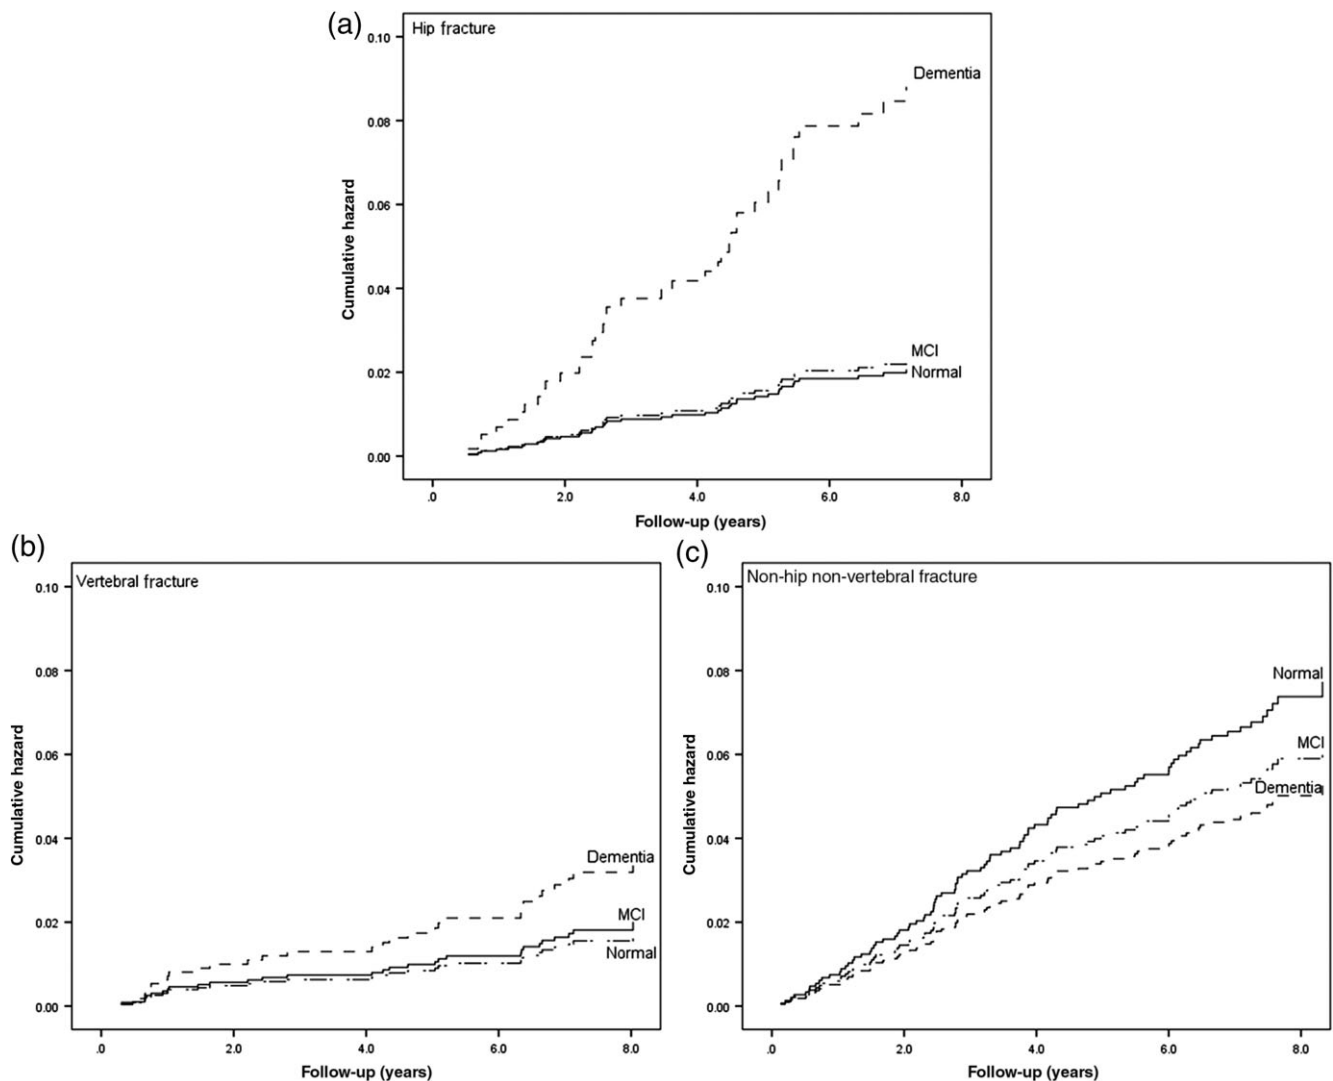 (a)
Hip fracture
0.10
0.08
0.06
0.04
0.02
0.00
Cumulative hazard
Dementia
MCI
Normal
.0 2.0 4.0 6.0 8.0
Follow-up (years)
(b)
Vertebral fracture
0.10
0.08
0.06
0.04
0.02
0.00
Cumulative hazard
Dementia
MCI
Normal
.0 2.0 4.0 6.0 8.0
Follow-up (years)
(c)
Non-hip non-vertebral fracture
0.10
0.08
0.06
0.04
0.02
0.00
Cumulative hazard
Normal
MCI
Dementia
.0 2.0 4.0 6.0 8.0
Follow-up (years)